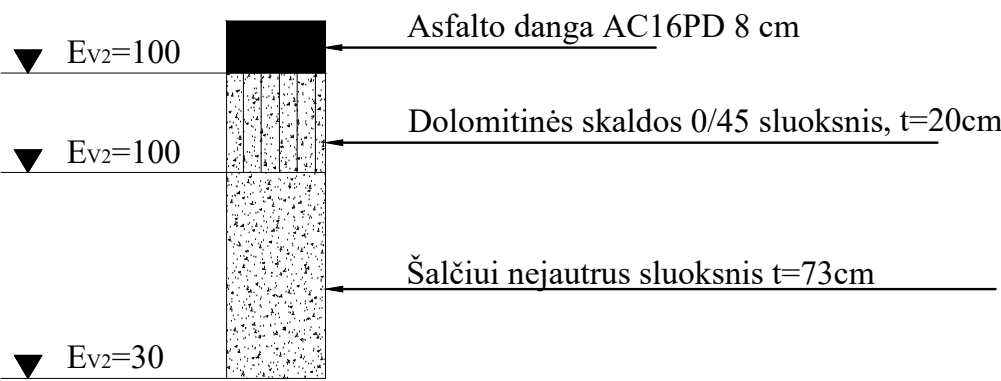 Asfalto danga AC16PD 8 cm
EV2=100
Dolomitinės skaldos 0/45 sluoksnis, t=20cm
EV2=100
Šalčiui nejautrus sluoksnis t=73cm
EV2=30